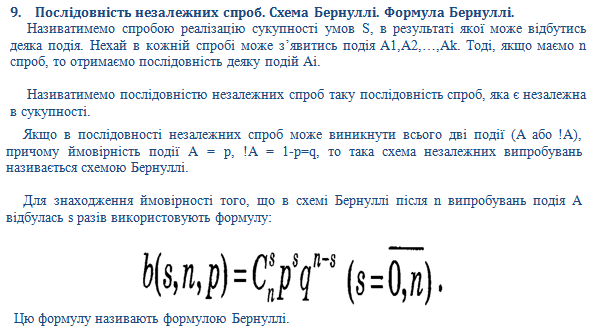 9. Послідовність незалежних спроб. Схема Бернуллі. Формула Бернуллі.
Називатимемо спробою реалізацію сукупності умов S, в результаті якої може відбутись
деяка подія. Нехай в кожній спробі може з’явитись подія A1,A2,…,Ak. Тоді, якщо маємо n
спроб, то отримаємо послідовність деяку подій Ai.
Називатимемо послідовністю незалежних спроб таку послідовність спроб, яка є незалежна
в сукупності.
Якщо в послідовності незалежних спроб може виникнути всього дві події (A або !A),
причому ймовірність події A = p, !A = 1-p=q, то така схема незалежних випробувань
називається схемою Бернуллі.
Для знаходження ймовірності того, що в схемі Бернуллі після n випробувань подія A
відбулась s разів використовують формулу:
b(s,n,p)=C_n^s p^s q^{n-s} (s=\overline{0,n}).
Цю формулу називають формулою Бернуллі.